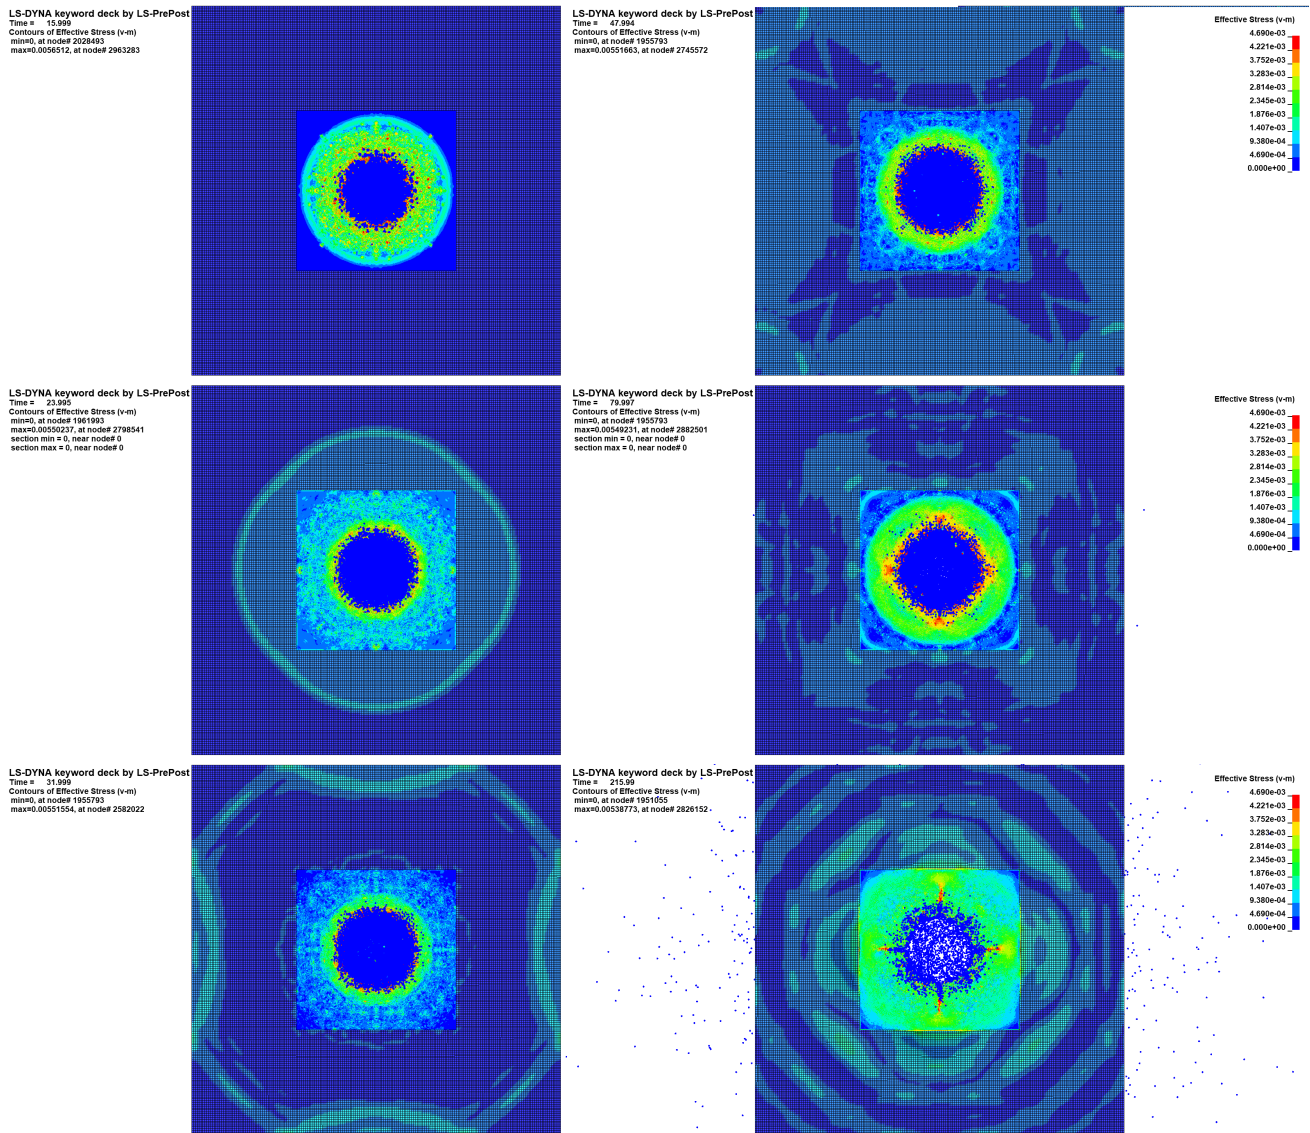 LS-DYNA keyword deck by LS-PrePost
Time = 15.999
Contours of Effective Stress (v-m)
min=0, at node# 2028493
max=0.0056512, at node# 2963283
LS-DYNA keyword deck by LS-PrePost
Time = 47.994
Contours of Effective Stress (v-m)
min=0, at node# 1955793
max=0.00551663, at node# 2745572
Effective Stress (v-m)
4.690e-03
4.221e-03
3.752e-03
3.283e-03
2.814e-03
2.345e-03
1.876e-03
1.407e-03
9.380e-04
4.690e-04
0.000e+00
LS-DYNA keyword deck by LS-PrePost
Time = 23.995
Contours of Effective Stress (v-m)
min=0, at node# 1961993
max=0.00550237, at node# 2798541
section min = 0, near node# 0
section max = 0, near node# 0
LS-DYNA keyword deck by LS-PrePost
Time = 79.997
Contours of Effective Stress (v-m)
min=0, at node# 1955793
max=0.00549231, at node# 2882501
section min = 0, near node# 0
section max = 0, near node# 0
Effective Stress (v-m)
4.690e-03
4.221e-03
3.752e-03
3.283e-03
2.814e-03
2.345e-03
1.876e-03
1.407e-03
9.380e-04
4.690e-04
0.000e+00
LS-DYNA keyword deck by LS-PrePost
Time = 31.999
Contours of Effective Stress (v-m)
min=0, at node# 1955793
max=0.00551554, at node# 2582022
LS-DYNA keyword deck by LS-PrePost
Time = 215.99
Contours of Effective Stress (v-m)
min=0, at node# 1951055
max=0.00538773, at node# 2826152
Effective Stress (v-m)
4.690e-03
4.221e-03
3.752e-03
3.283e-03
2.814e-03
2.345e-03
1.876e-03
1.407e-03
9.380e-04
4.690e-04
0.000e+00